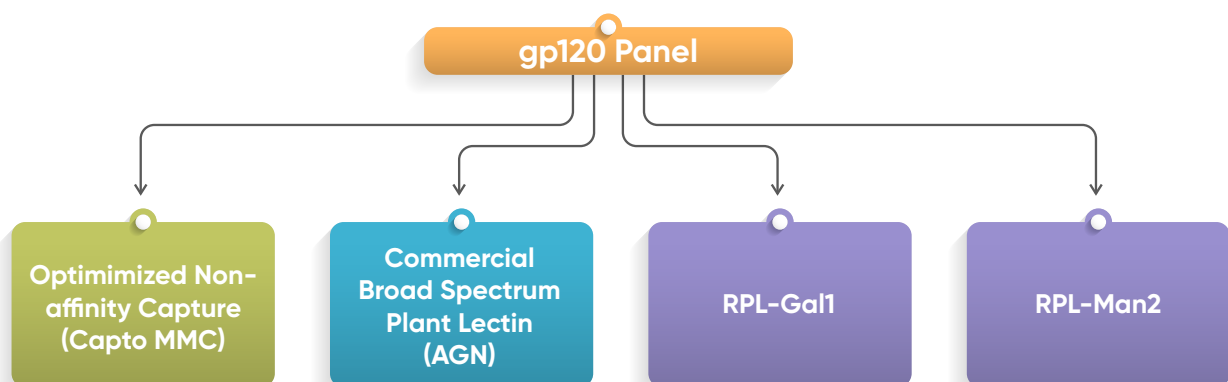 gp120 Panel
Optimimized Non-
affinity Capture
(Capto MMC)
Commercial
Broad Spectrum
Plant Lectin
(AGN)
RPL-Gal1
RPL-Man2